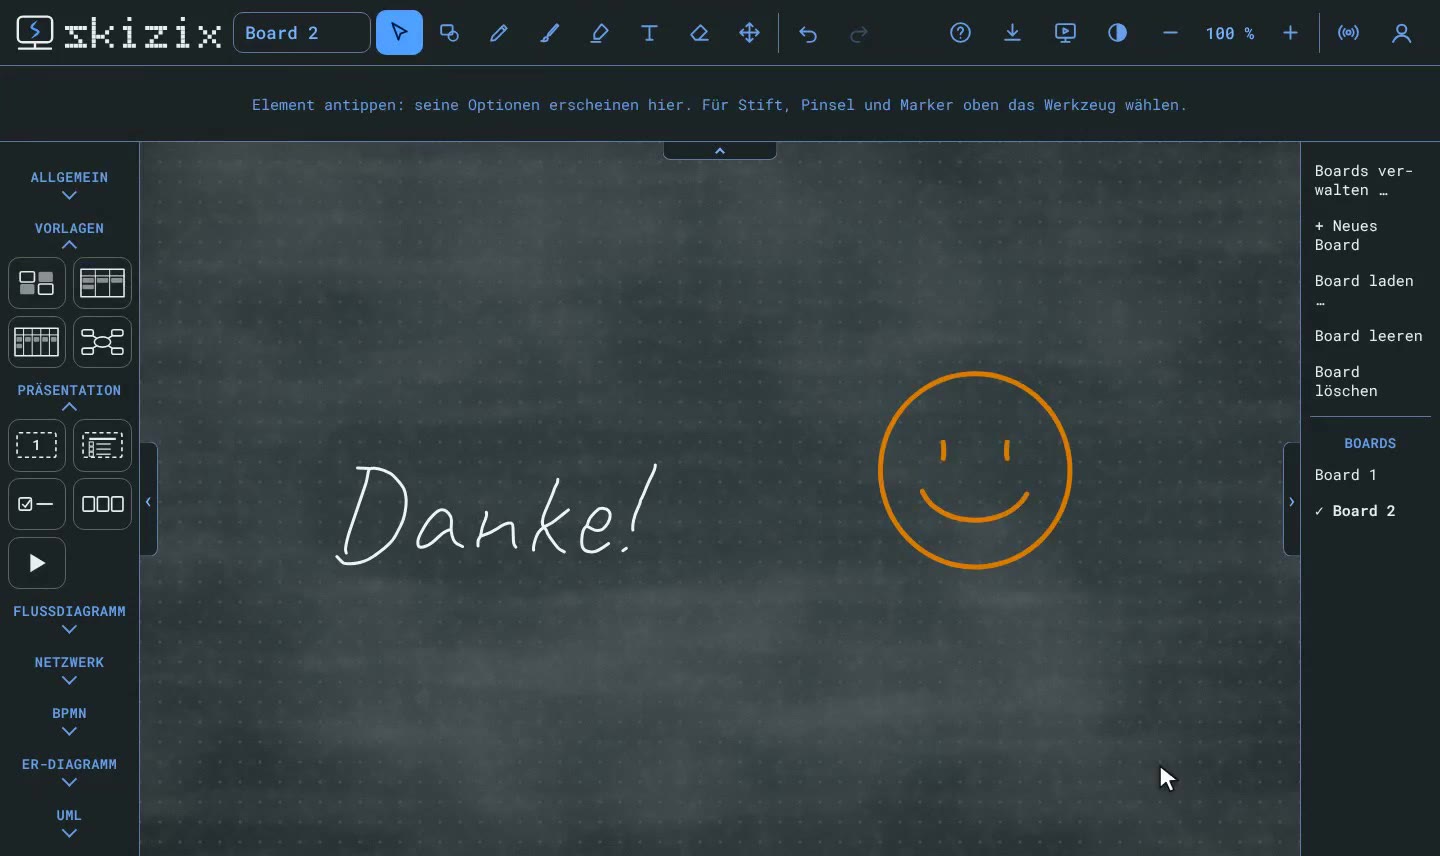 skizix
Board 2
100 %
Element antippen: seine Optionen erscheinen hier. Für Stift, Pinsel und Marker oben das Werkzeug wählen.
ALLGEMEIN
VORLAGEN
PRÄSENTATION
1
FLUSSDIAGRAMM
NETZWERK
BPMN
ER-DIAGRAMM
UML
Danke!
Boards ver-
walten …
+ Neues
Board
Board laden
…
Board leeren
Board
löschen
BOARDS
Board 1
✓ Board 2